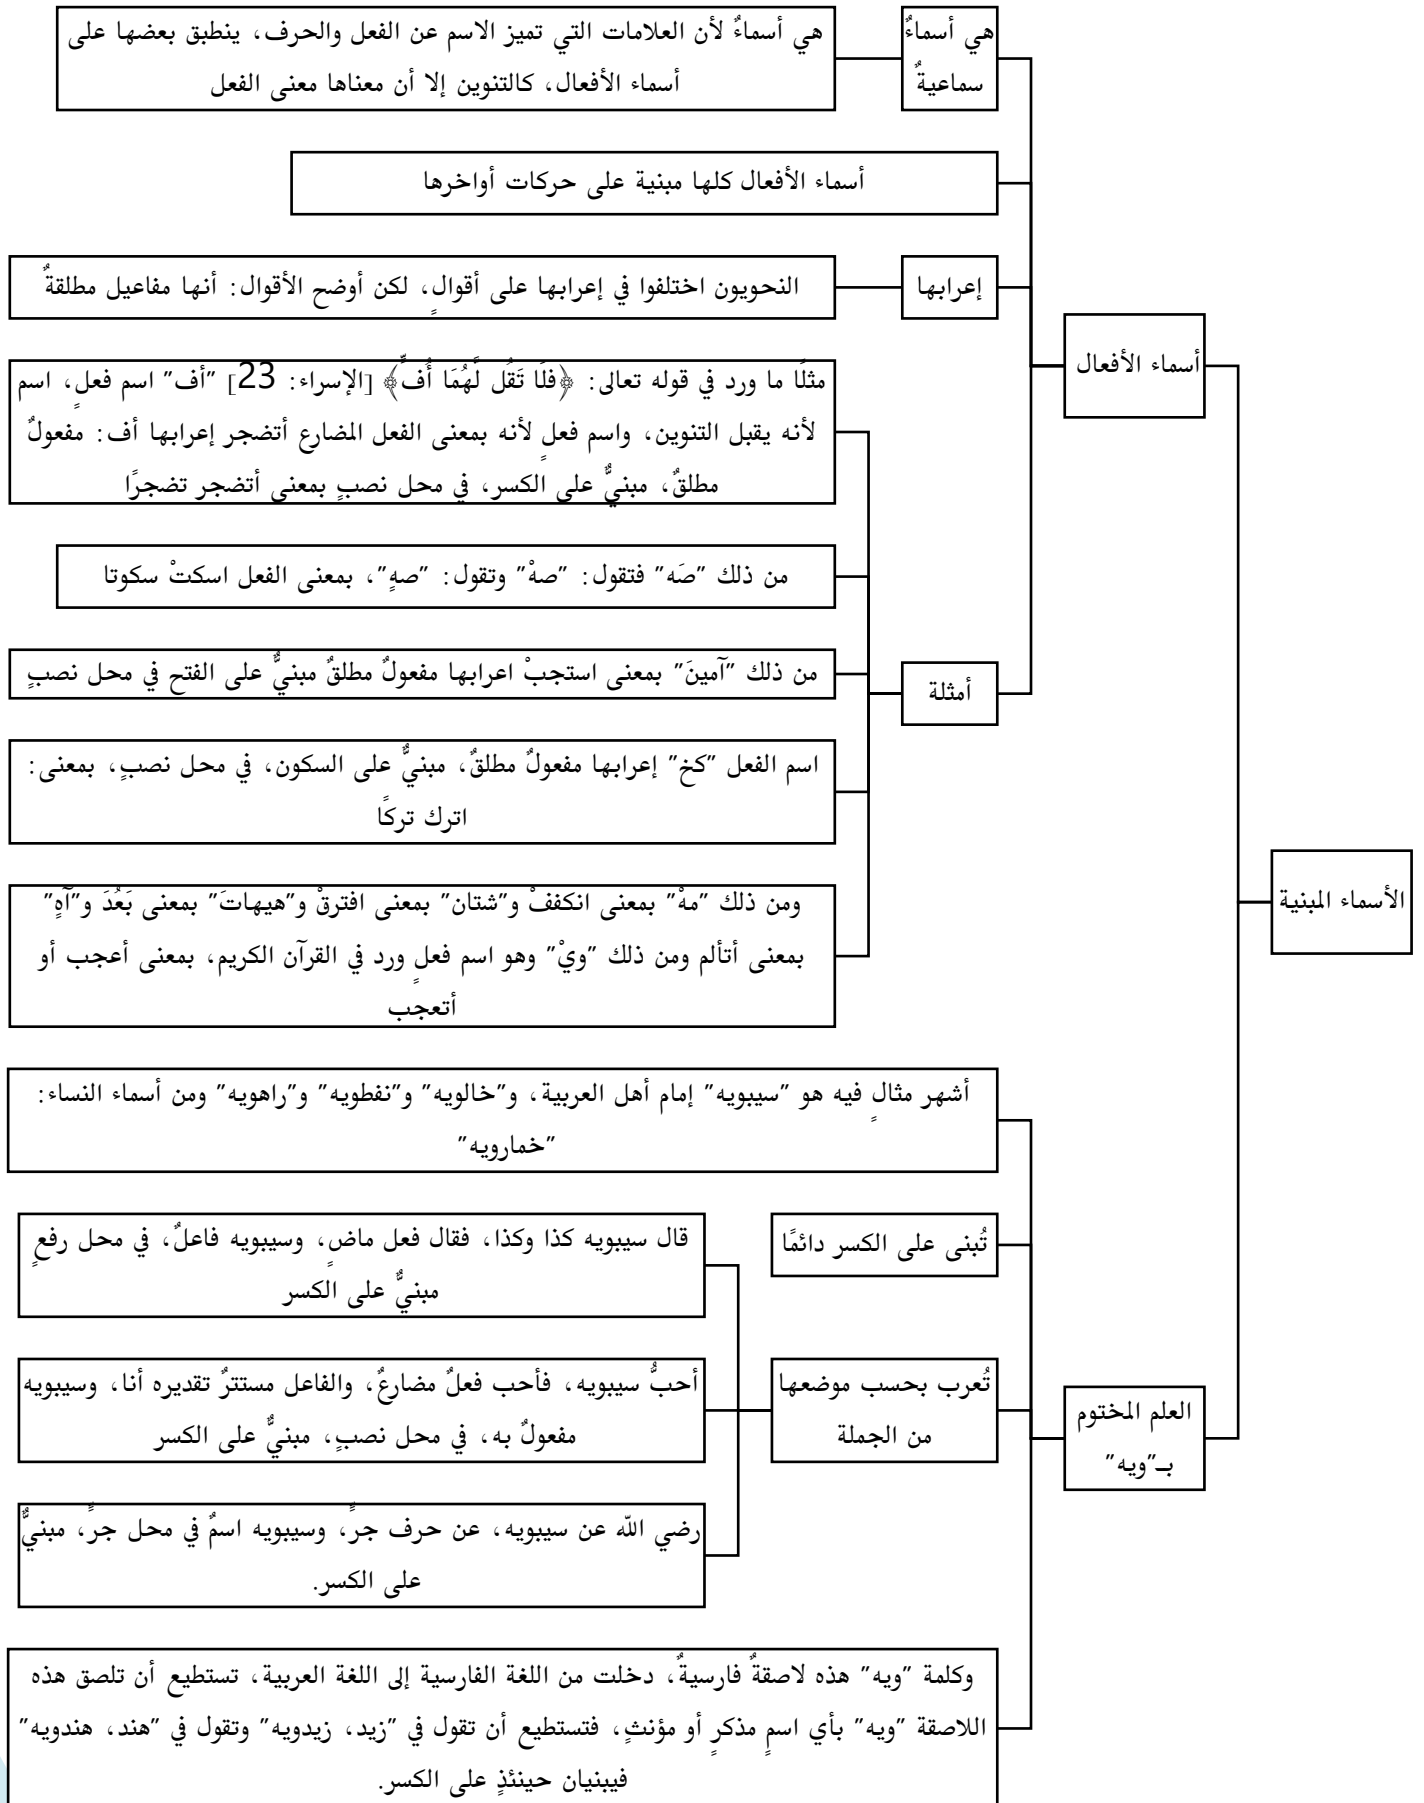 الأسماء المبنية
أسماء الأفعال
هي أسماءٌ
سماعيةٌ
هي أسماءٌ لأن العلامات التي تميز الاسم عن الفعل والحرف، ينطبق بعضها على
أسماء الأفعال، كالتنوين إلا أن معناها معنى الفعل
أسماء الأفعال كلها مبنية على حركات أواخرها
إعرابها
النحويون اختلفوا في إعرابها على أقوالٍ، لكن أوضح الأقوال: أنها مفاعيل مطلقةٌ
أمثلة
مثلًا ما ورد في قوله تعالى: ﴿فَلَا تَقُل لَّهُمَا أُفٍّ﴾ [الإسراء: 23] "أف" اسم فعلٍ، اسم
لأنه يقبل التنوين، واسم فعلٍ لأنه بمعنى الفعل المضارع أتضجر إعرابها أف: مفعولٌ
مطلقٌ، مبنيٌّ على الكسر، في محل نصبٍ بمعنى أتضجر تضجرًا
من ذلك "صَه" فتقول: "صهْ" وتقول: "صهٍ"، بمعنى الفعل اسكتْ سكوتا
من ذلك "آمينَ" بمعنى استجبْ اعرابها مفعولٌ مطلقٌ مبنيٌّ على الفتح في محل نصبٍ
اسم الفعل "كخ" إعرابها مفعولٌ مطلقٌ، مبنيٌّ على السكون، في محل نصبٍ، بمعنى:
اترك تركًا
ومن ذلك "مهْ" بمعنى انكففْ و"شتان" بمعنى افترقْ و"هيهاتَ" بمعنى بَعُدَ و"آهٍ"
بمعنى أتألم ومن ذلك "ويْ" وهو اسم فعلٍ ورد في القرآن الكريم، بمعنى أعجب أو
أتعجب
العلم المختوم
بـ"ويه"
أشهر مثالٍ فيه هو "سيبويه" إمام أهل العربية، و"خالويه" و"نفطويه" و"راهويه" ومن أسماء النساء:
"خمارويه"
تُبنى على الكسر دائمًا
تُعرب بحسب موضعها
من الجملة
قال سيبويه كذا وكذا، فقال فعل ماضٍ، وسيبويه فاعلٌ، في محل رفعٍ
مبنيٌّ على الكسر
أحبُّ سيبويه، فأحب فعلٌ مضارعٌ، والفاعل مستترٌ تقديره أنا، وسيبويه
مفعولٌ به، في محل نصبٍ، مبنيٌّ على الكسر
رضي الله عن سيبويه، عن حرف جرٍّ، وسيبويه اسمٌ في محل جرٍّ، مبنيٌّ
على الكسر.
وكلمة "ويه" هذه لاصقةٌ فارسيةٌ، دخلت من اللغة الفارسية إلى اللغة العربية، تستطيع أن تلصق هذه
اللاصقة "ويه" بأي اسمٍ مذكرٍ أو مؤنثٍ، فتستطيع أن تقول في "زيد، زيدويه" وتقول في "هند، هندويه"
فيبنيان حينئذٍ على الكسر.